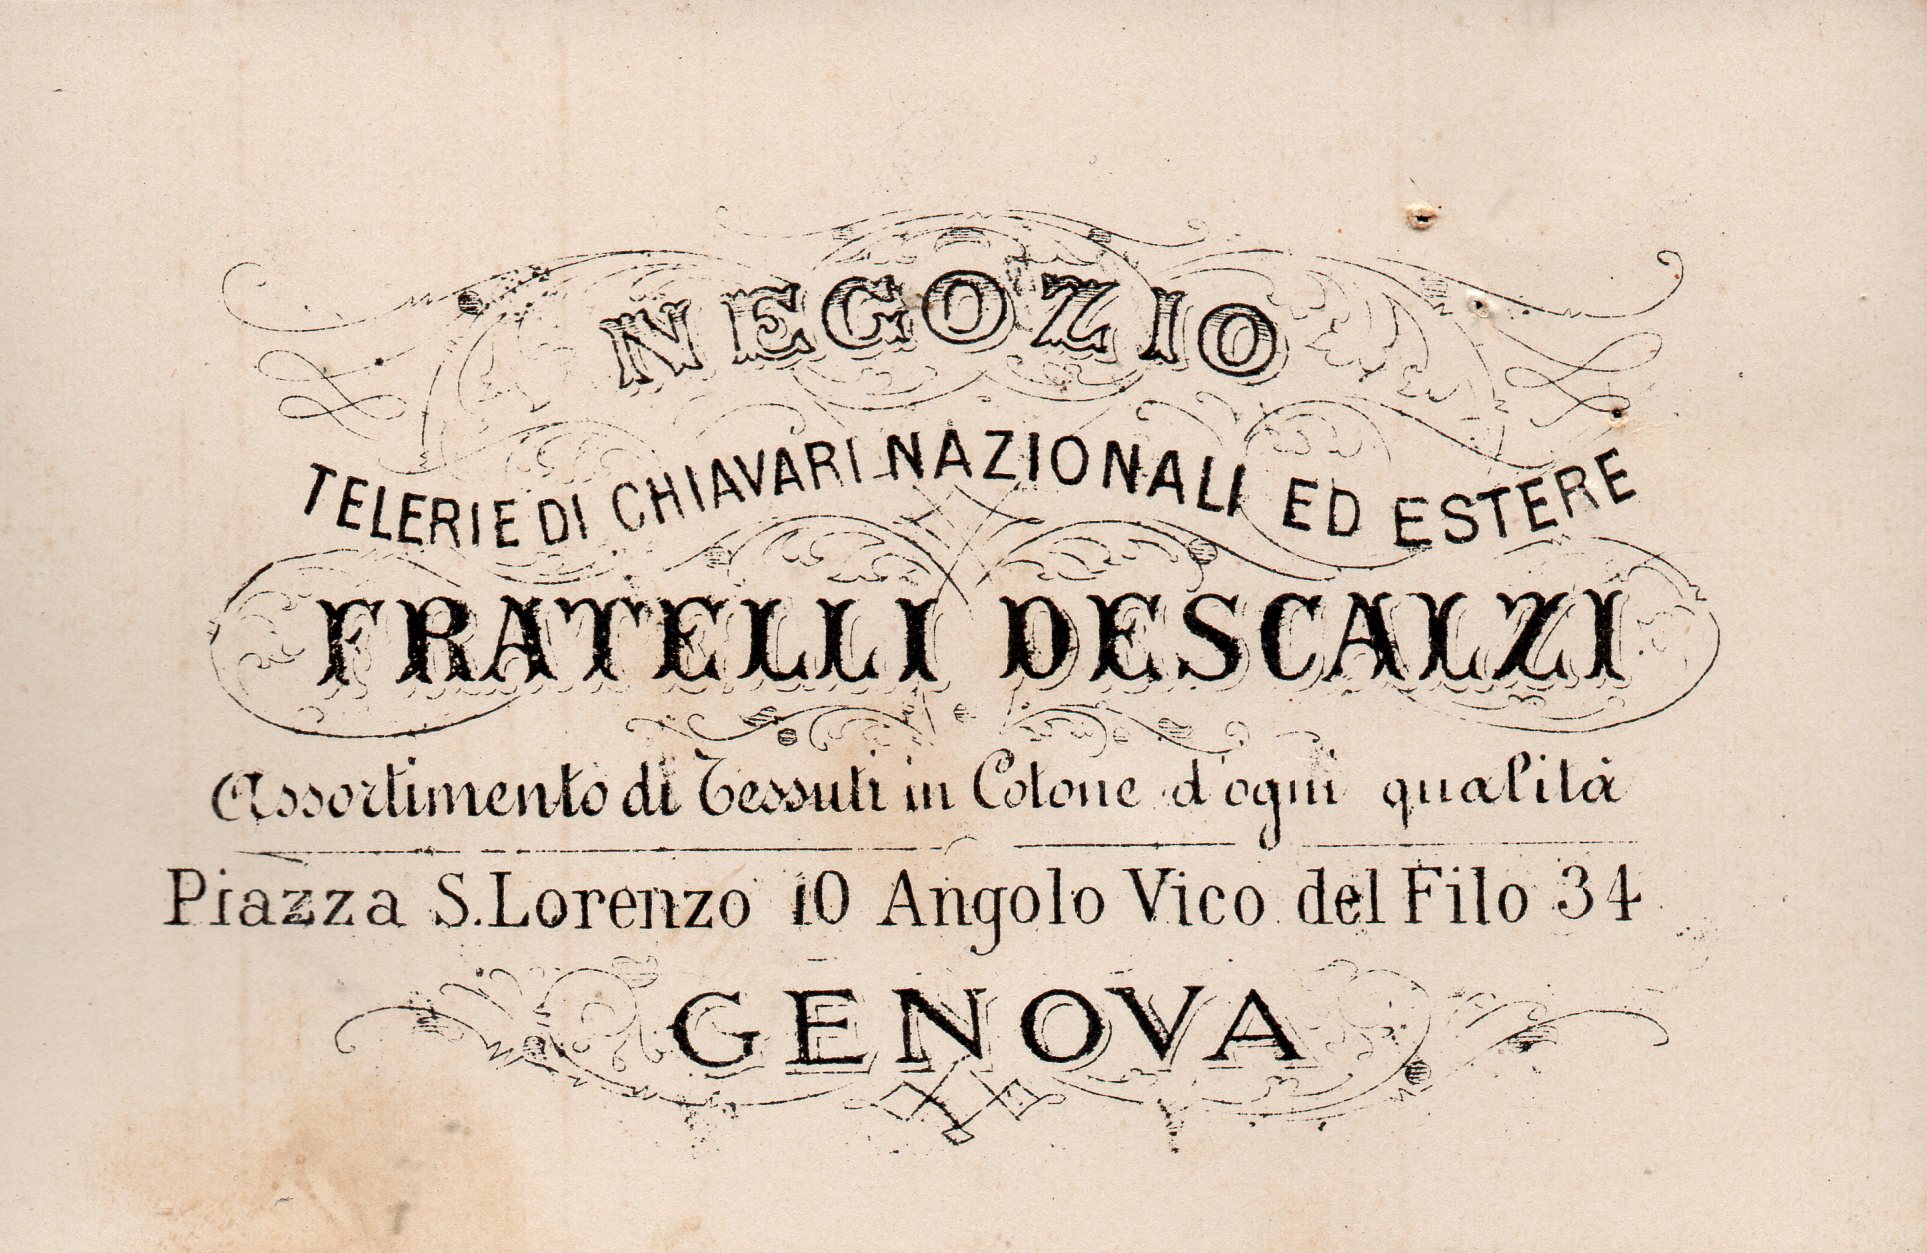 NEGOZIO
TELERIE DI CHIAVARI NAZIONALI ED ESTERE
FRATELLI DESCALZI
Assortimento di Tessuti in Cotone d'ogni qualità
Piazza S. Lorenzo 10 Angolo Vico del Filo 34
GENOVA